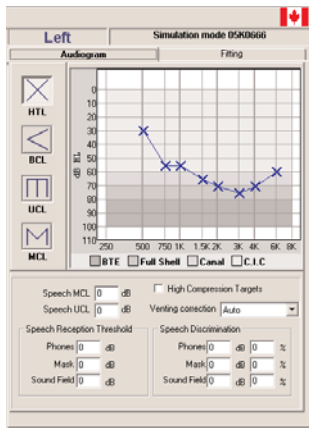 Left
Simulation mode 05K0666
Audiogram
Fitting
HTL
BCL
UCL
MCL
dB HL
0
10
20
30
40
50
60
70
80
90
100
110
250 500 750 1K 1.5K 2K 3K 4K 6K 8K
BTE Full Shell Canal C.I.C
Speech MCL 0 dB
High Compression Targets
Speech UCL 0 dB
Venting correction Auto
Speech Reception Threshold
Phones 0 dB
Mask 0 dB
Sound Field 0 dB
Speech Discrimination
Phones 0 dB 0 %
Mask 0 dB 0 %
Sound Field 0 dB 0 %